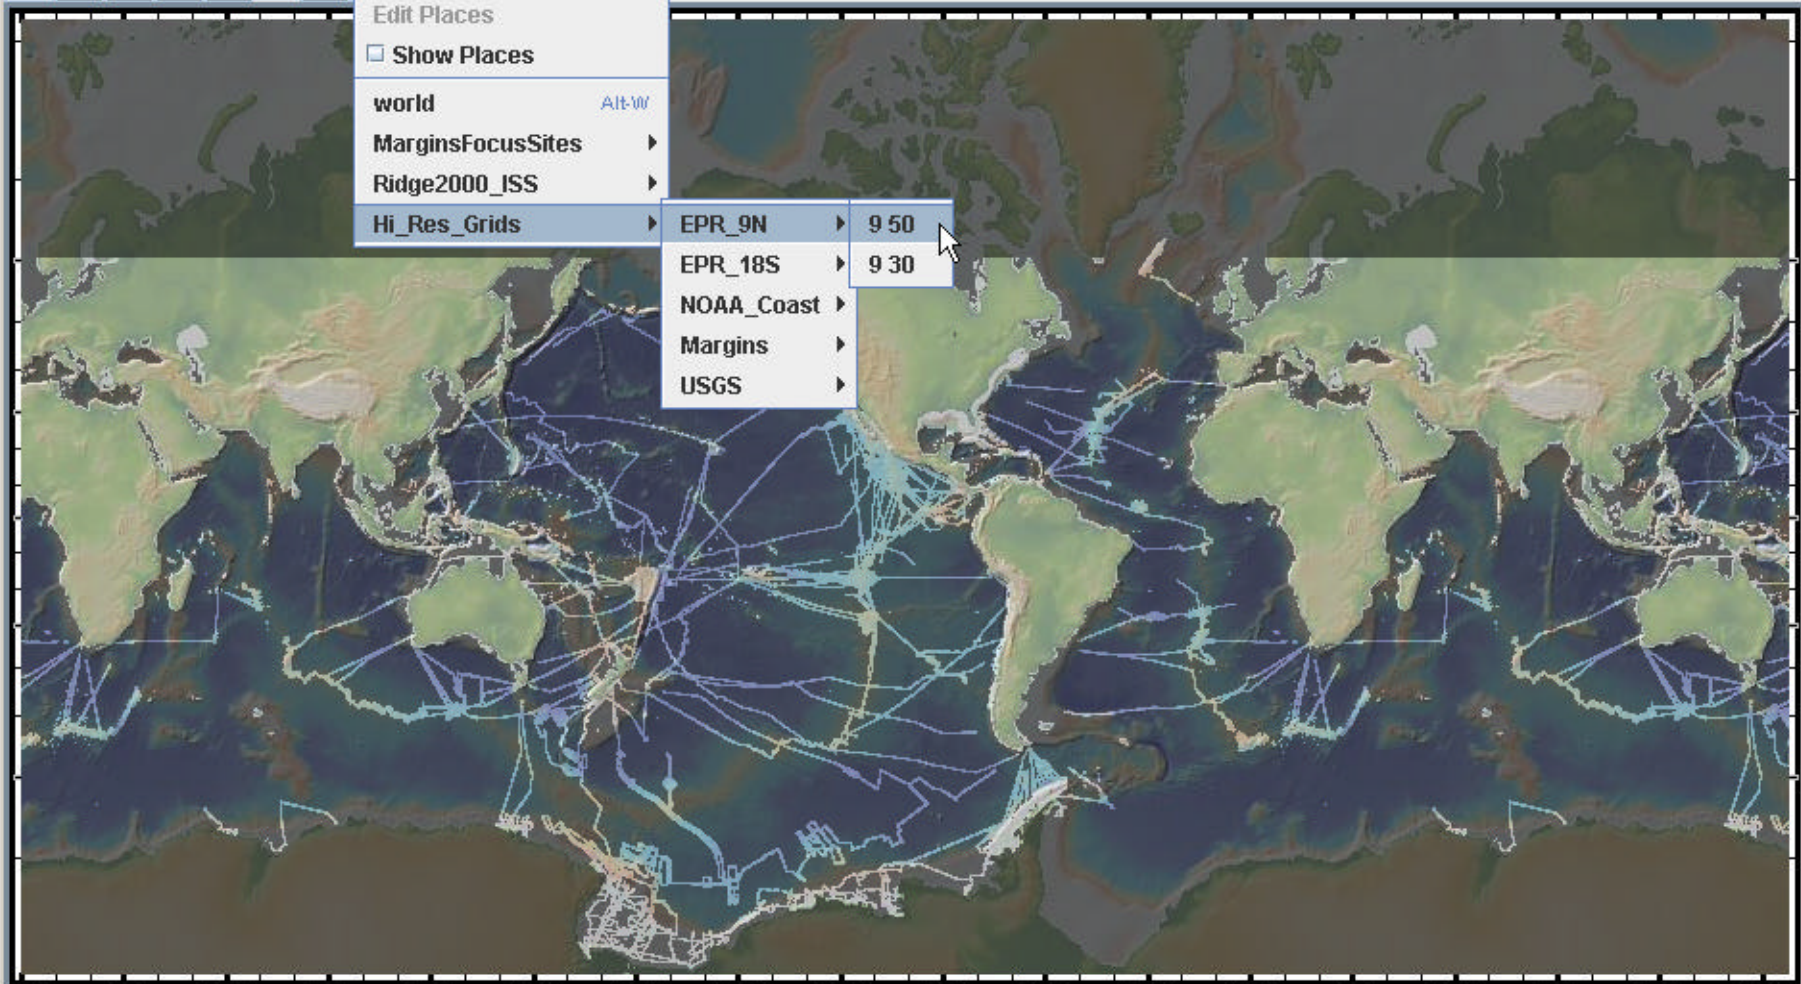 Edit Places
Show Places
world Alt-W
MarginsFocusSites
Ridge2000_ISS
Hi_Res_Grids
EPR_9N
EPR_18S
NOAA_Coast
Margins
USGS
9 50
9 30